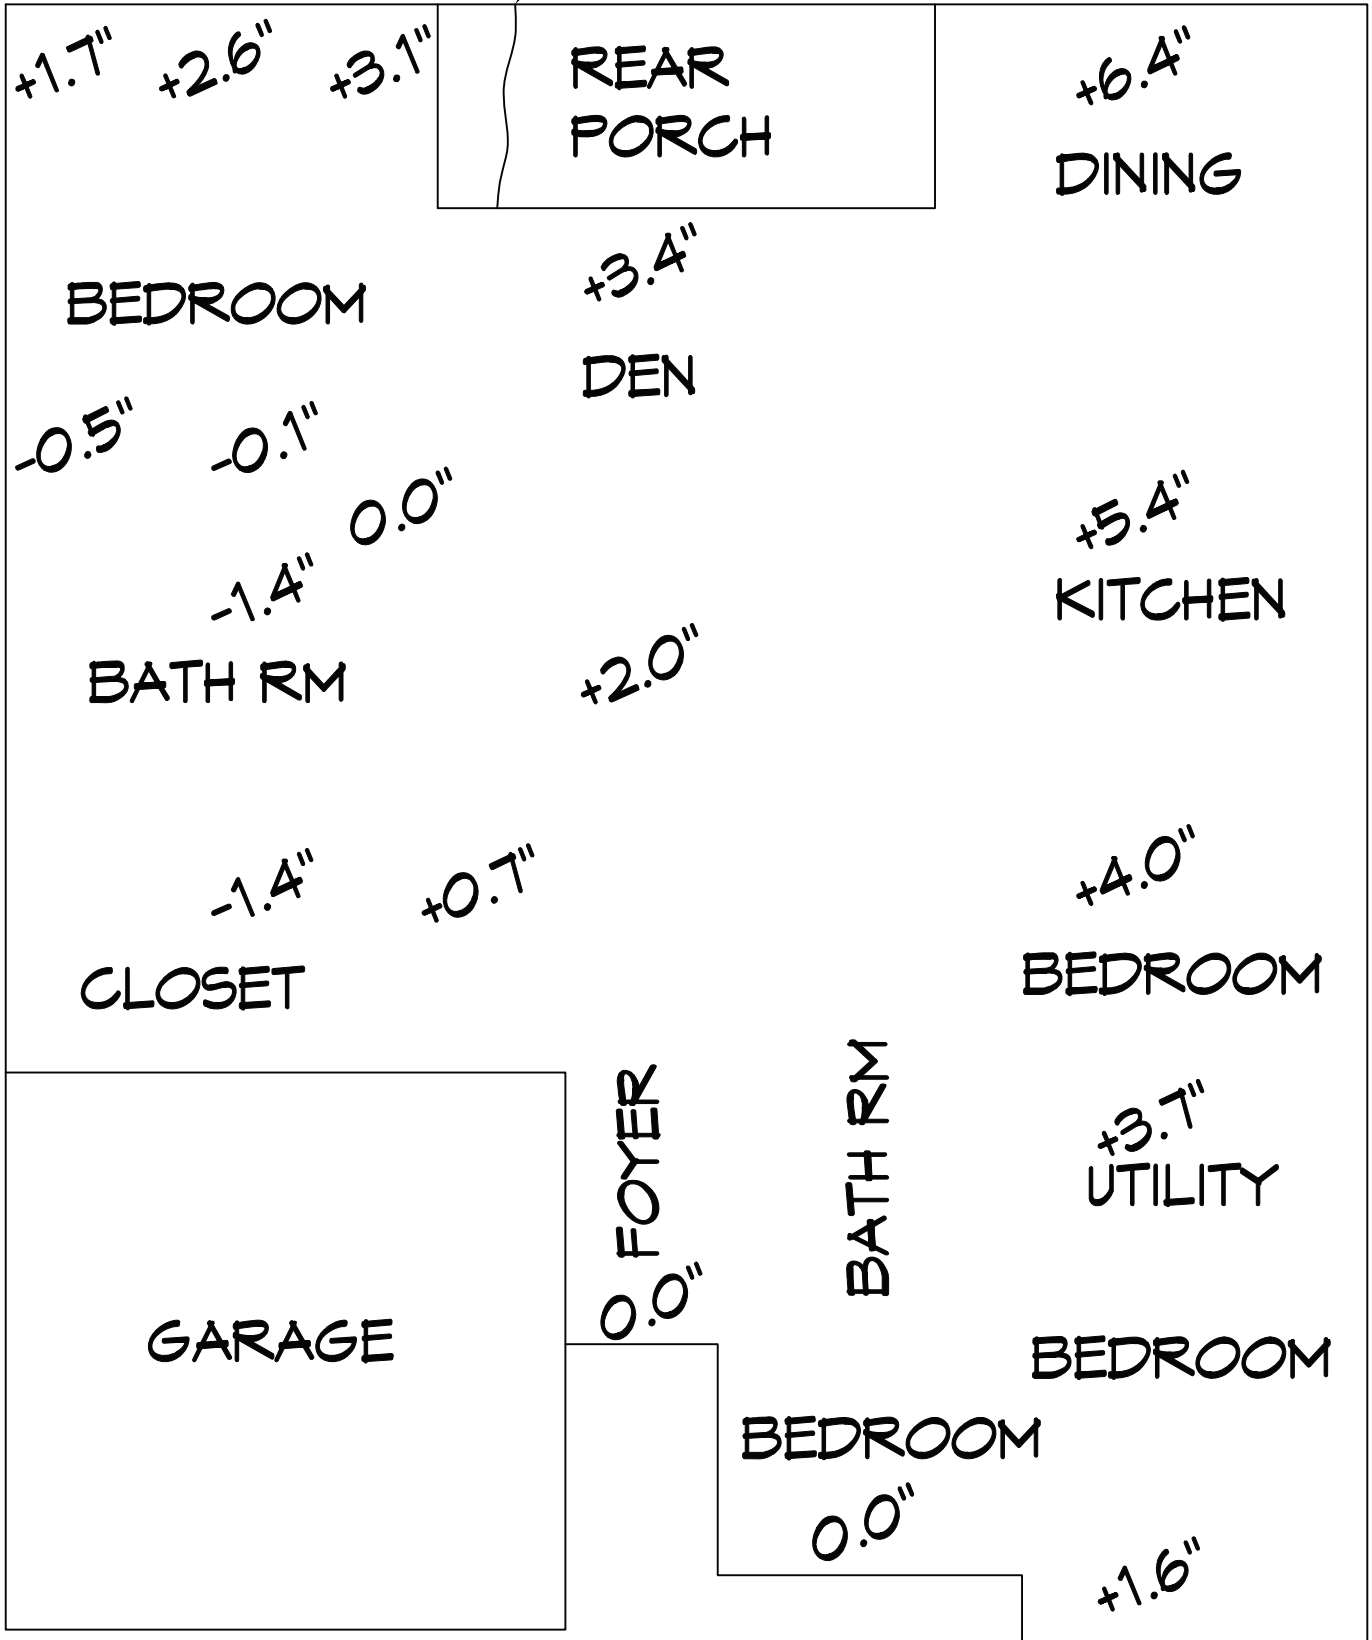 +1.7" +2.6" +3.1"
REAR
PORCH
+6.4"
DINING
+3.4"
BEDROOM
DEN
-0.5" -0.1"
0.0"
+5.4"
KITCHEN
-1.4"
BATH RM
+2.0"
-1.4" +0.7"
+4.0"
CLOSET
BEDROOM
FOYER
BATH RM
+3.7"
UTILITY
0.0"
GARAGE
BEDROOM
BEDROOM
0.0"
+1.6"